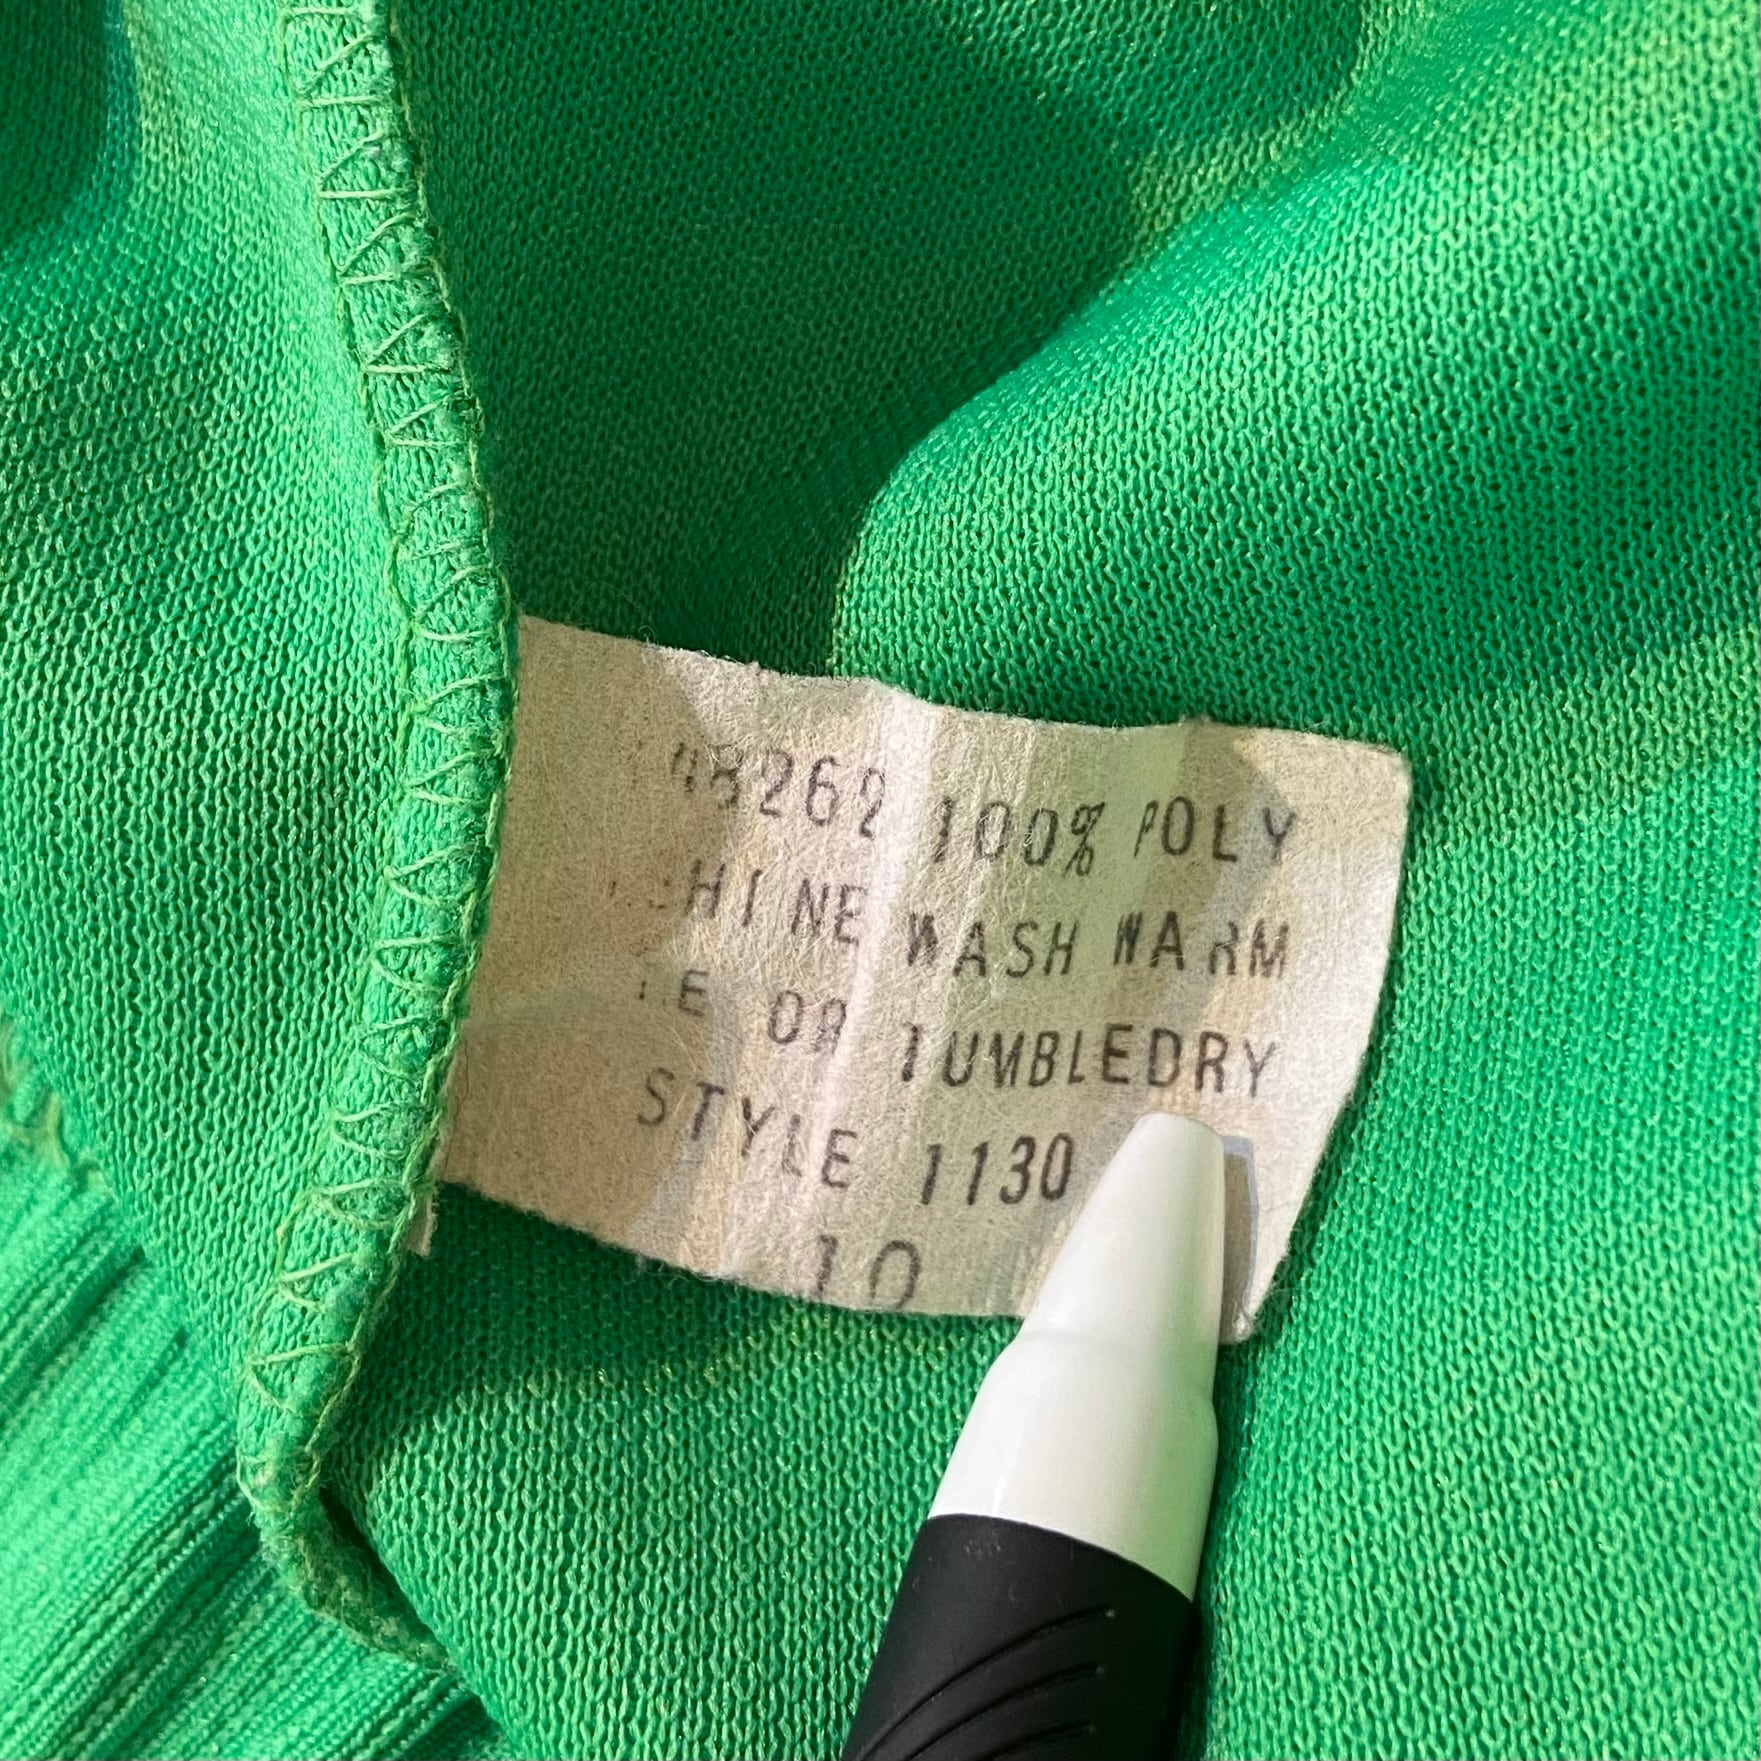 100% POLY
WASH WARM
OR TUMBLEDRY
STYLE 1130
10